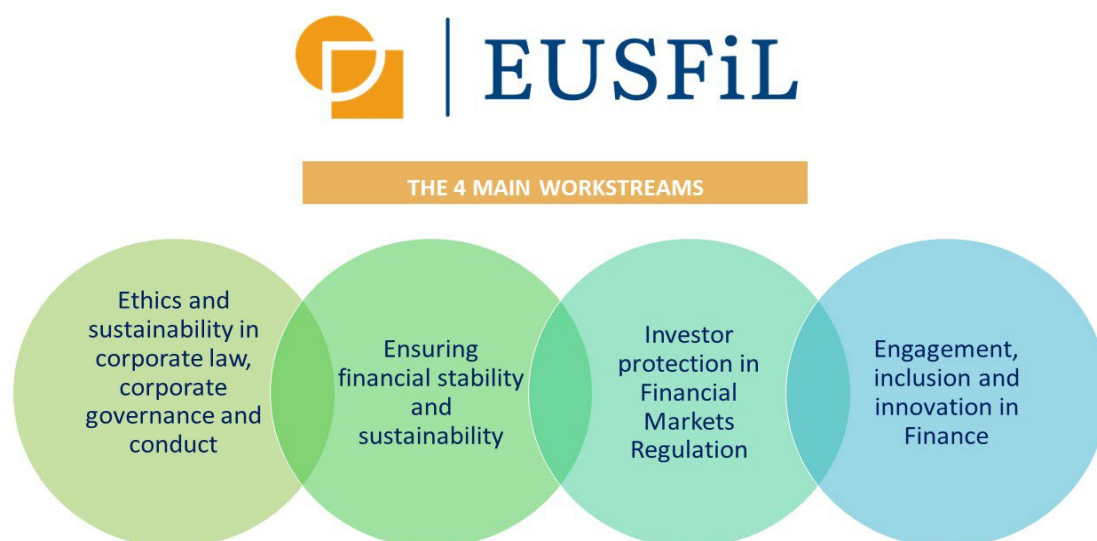 EUSFiL
THE 4 MAIN WORKSTREAMS
Ethics and
sustainability in
corporate law,
corporate
governance and
conduct
Ensuring
financial stability
and
sustainability
Investor
protection in
Financial
Markets
Regulation
Engagement,
inclusion and
innovation in
Finance